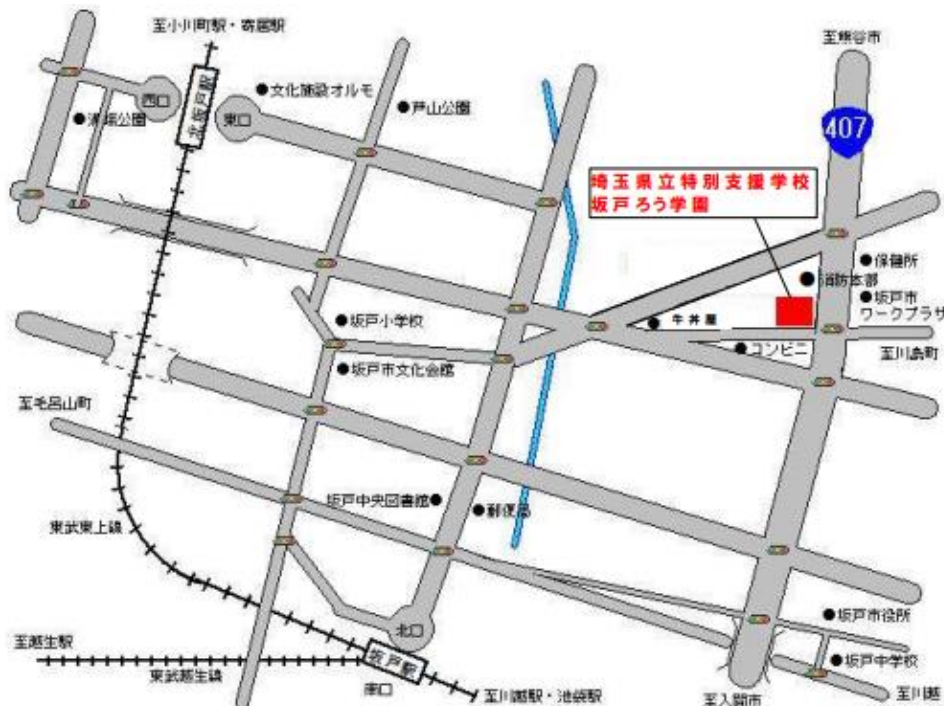 至小川町駅・寄居駅
至熊谷市
西口
北坂戸駅
東口
●文化施設オルモ
●芦山公園
●溝端公園
407
埼玉県立特別支援学校
坂戸ろう学園
●保健所
●消防本部
●坂戸市
ワークプラザ
●坂戸小学校
●牛丼屋
●コンビニ
至川島町
●坂戸市文化会館
至毛呂山町
坂戸中央図書館●
●郵便局
東武東上線
北口
●坂戸市役所
至越生駅
坂戸駅
●坂戸中学校
東武越生線
南口
至川越駅・池袋駅
至入間市
至川越